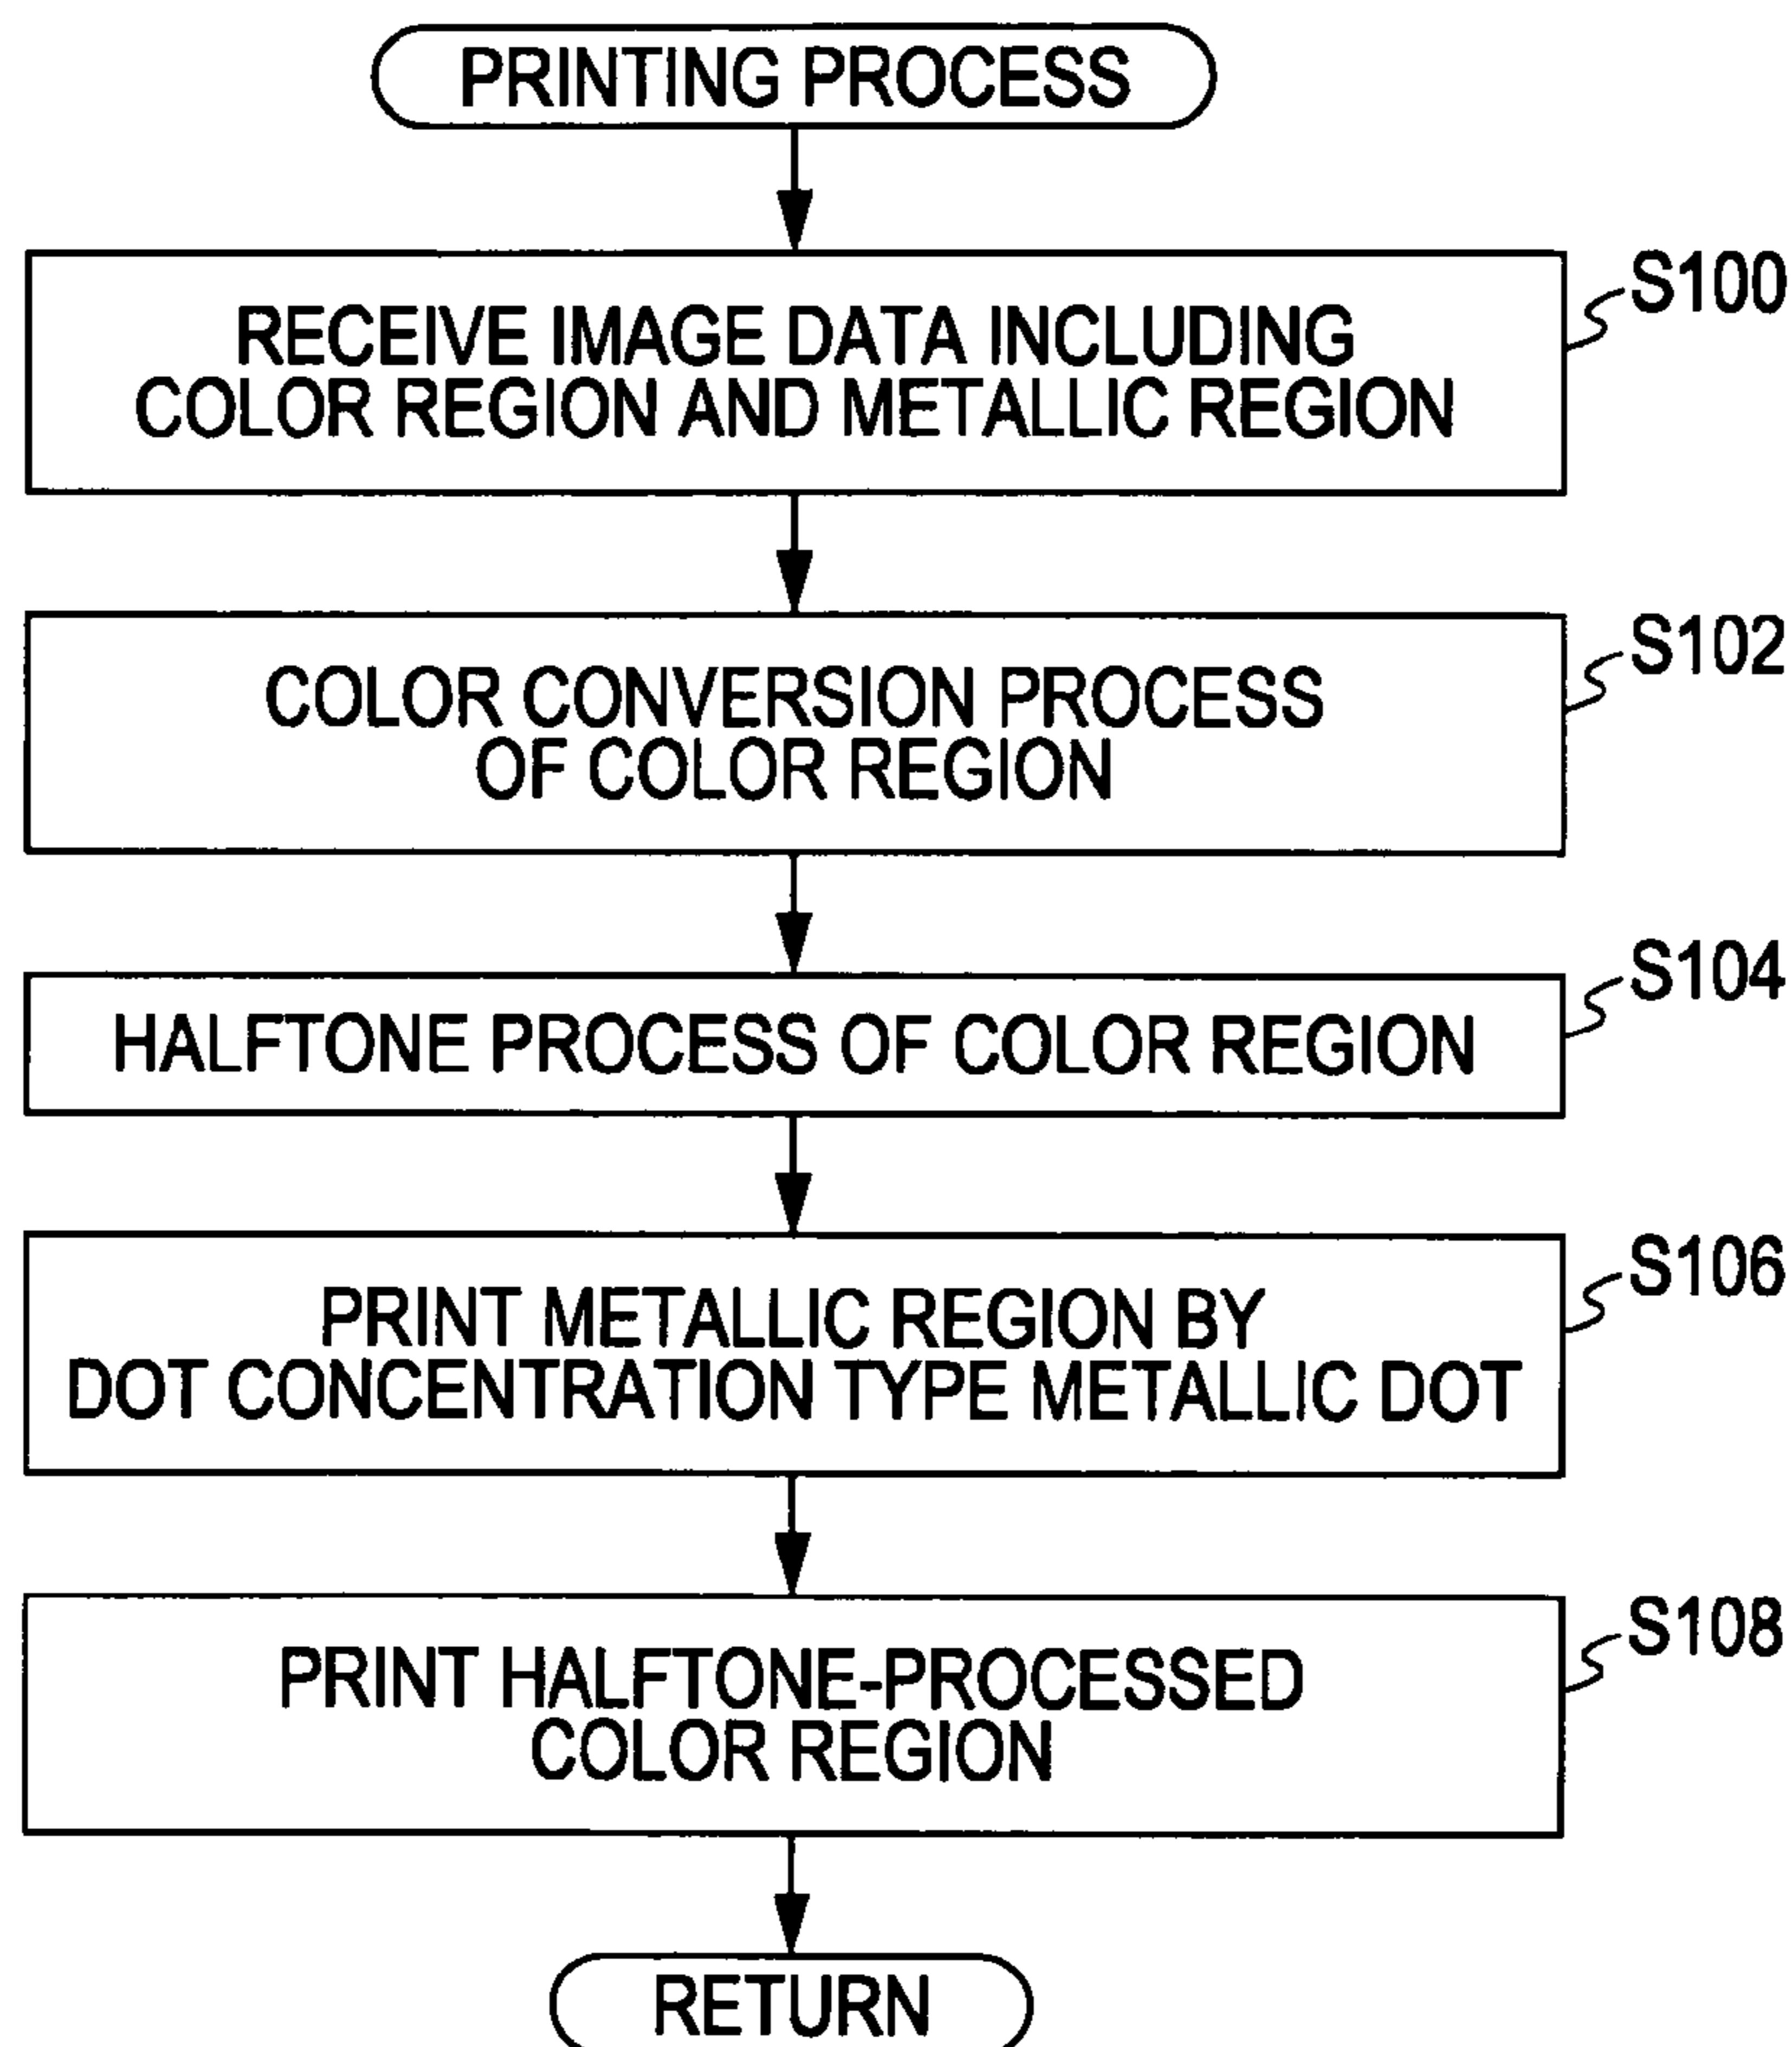 PRINTING PROCESS
S100
RECEIVE IMAGE DATA INCLUDING
COLOR REGION AND METALLIC REGION
S102
COLOR CONVERSION PROCESS
OF COLOR REGION
S104
HALFTONE PROCESS OF COLOR REGION
S106
PRINT METALLIC REGION BY
DOT CONCENTRATION TYPE METALLIC DOT
S108
PRINT HALFTONE-PROCESSED
COLOR REGION
RETURN